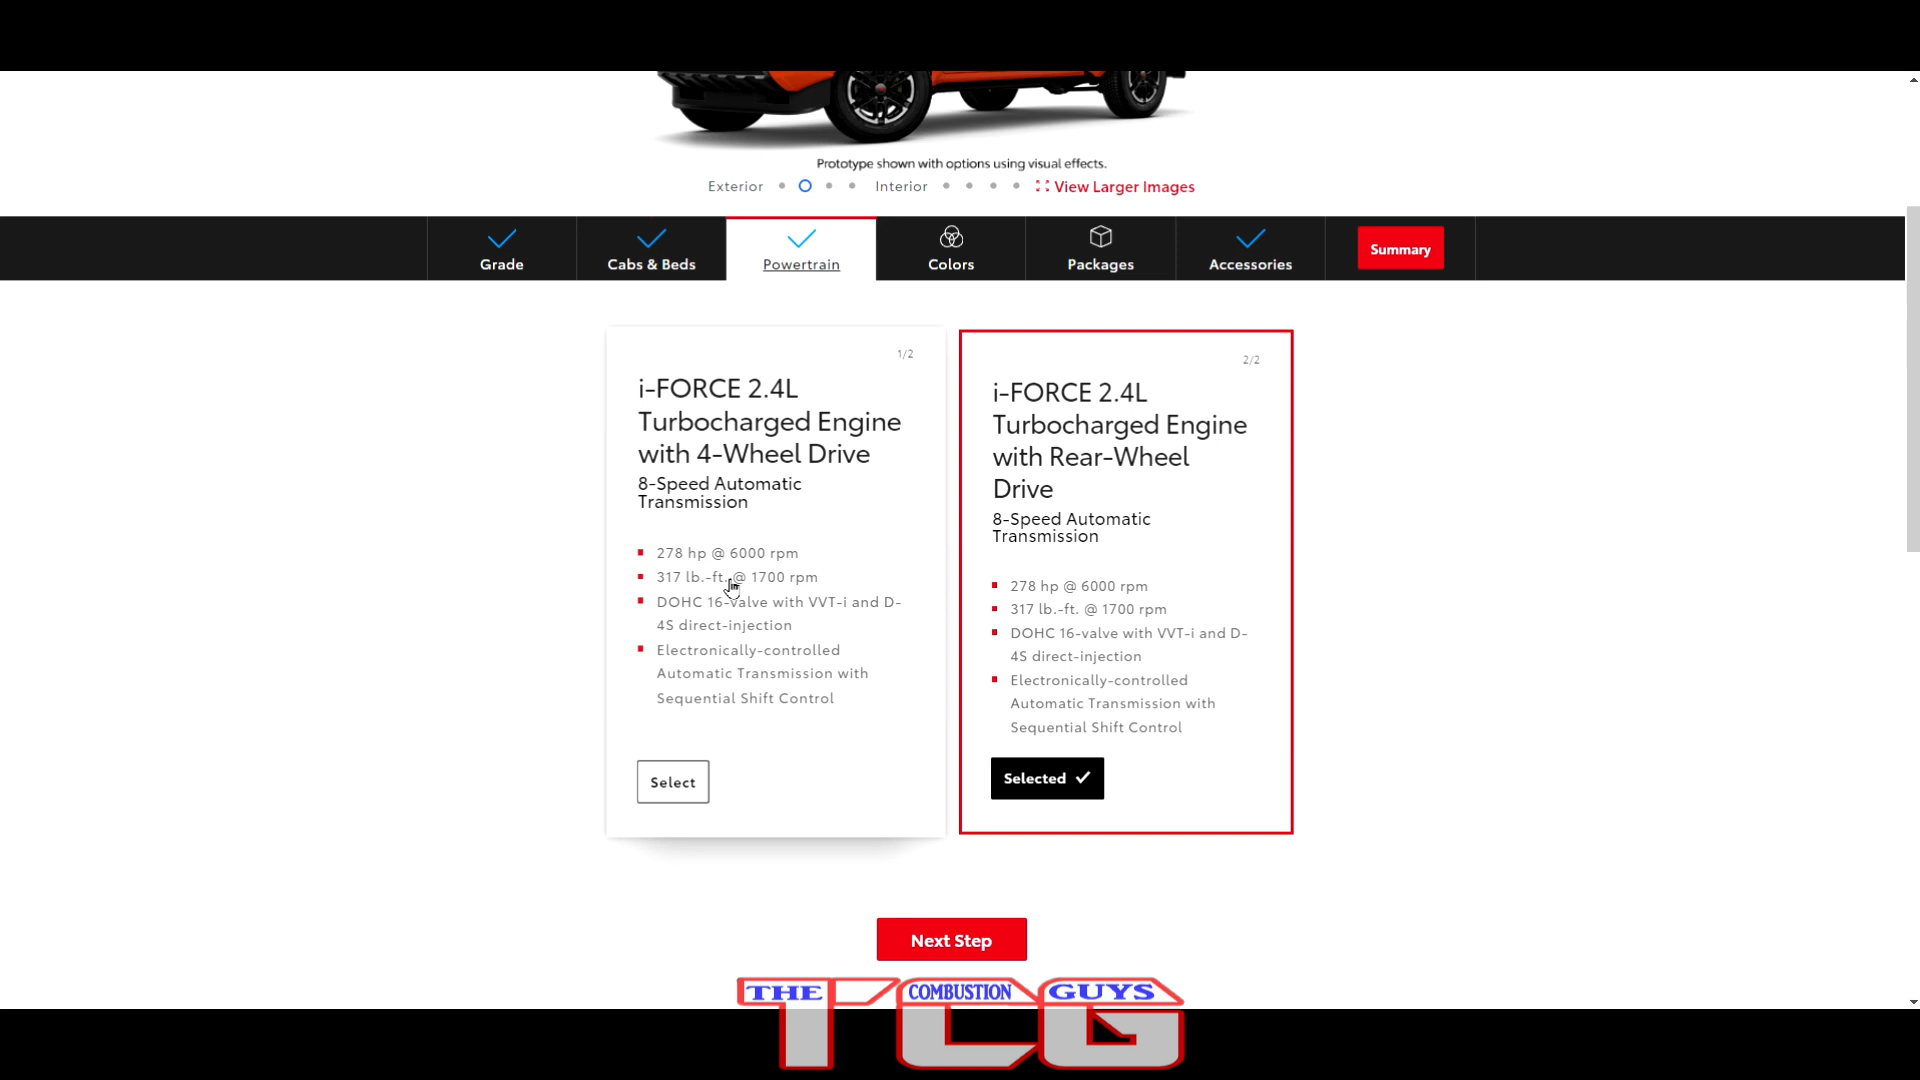 Prototype shown with options using visual effects.
Exterior
Interior
View Larger Images
Grade
Cabs & Beds
Powertrain
Colors
Packages
Accessories
Summary
1/2
i-FORCE 2.4L
Turbocharged Engine
with 4-Wheel Drive
8-Speed Automatic
Transmission
278 hp @ 6000 rpm
317 lb.-ft. @ 1700 rpm
DOHC 16-valve with VVT-i and D-
4S direct-injection
Electronically-controlled
Automatic Transmission with
Sequential Shift Control
Select
2/2
i-FORCE 2.4L
Turbocharged Engine
with Rear-Wheel
Drive
8-Speed Automatic
Transmission
278 hp @ 6000 rpm
317 lb.-ft. @ 1700 rpm
DOHC 16-valve with VVT-i and D-
4S direct-injection
Electronically-controlled
Automatic Transmission with
Sequential Shift Control
Selected
Next Step
THE COMBUSTION GUYS
TCG